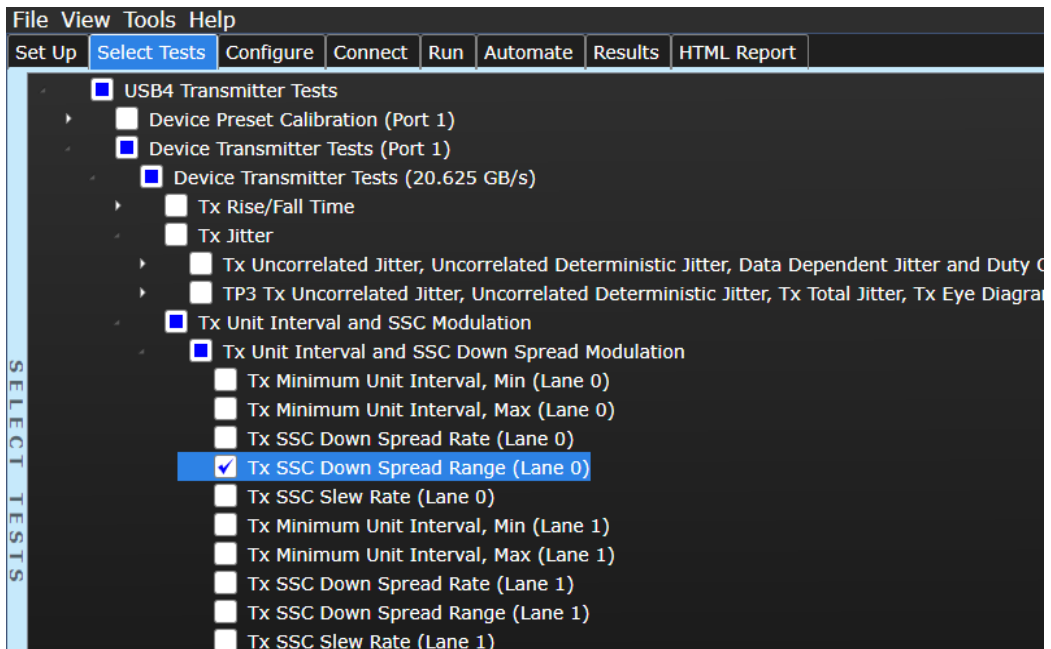 File View Tools Help
Set Up Select Tests Configure Connect Run Automate Results HTML Report
USB4 Transmitter Tests
Device Preset Calibration (Port 1)
Device Transmitter Tests (Port 1)
Device Transmitter Tests (20.625 GB/s)
Tx Rise/Fall Time
Tx Jitter
Tx Uncorrelated Jitter, Uncorrelated Deterministic Jitter, Data Dependent Jitter and Duty
TP3 Tx Uncorrelated Jitter, Uncorrelated Deterministic Jitter, Tx Total Jitter, Tx Eye
Tx Unit Interval and SSC Modulation
Tx Unit Interval and SSC Down Spread Modulation
Tx Minimum Unit Interval, Min (Lane 0)
Tx Minimum Unit Interval, Max (Lane 0)
Tx SSC Down Spread Rate (Lane 0)
Tx SSC Down Spread Range (Lane 0)
Tx SSC Slew Rate (Lane 0)
Tx Minimum Unit Interval, Min (Lane 1)
Tx Minimum Unit Interval, Max (Lane 1)
Tx SSC Down Spread Rate (Lane 1)
Tx SSC Down Spread Range (Lane 1)
Tx SSC Slew Rate (Lane 1)
SELECT TESTS